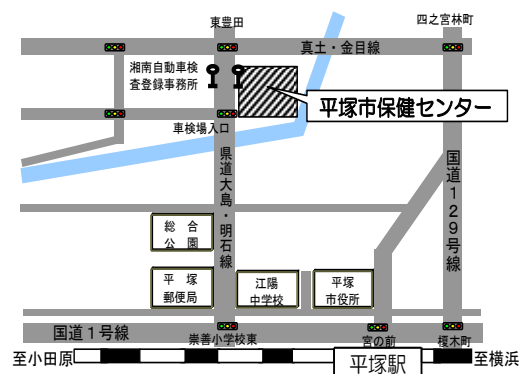 東豊田
四之宮林町
真土・金目線
湘南自動車検
査登録事務所
平塚市保健センター
車検場入口
県道大島・明石線
国道129号線
総 合
公 園
平 塚
郵便局
江陽
中学校
平塚
市役所
国道1号線
崇善小学校東
宮の前
榎木町
至小田原
平塚駅
至横浜